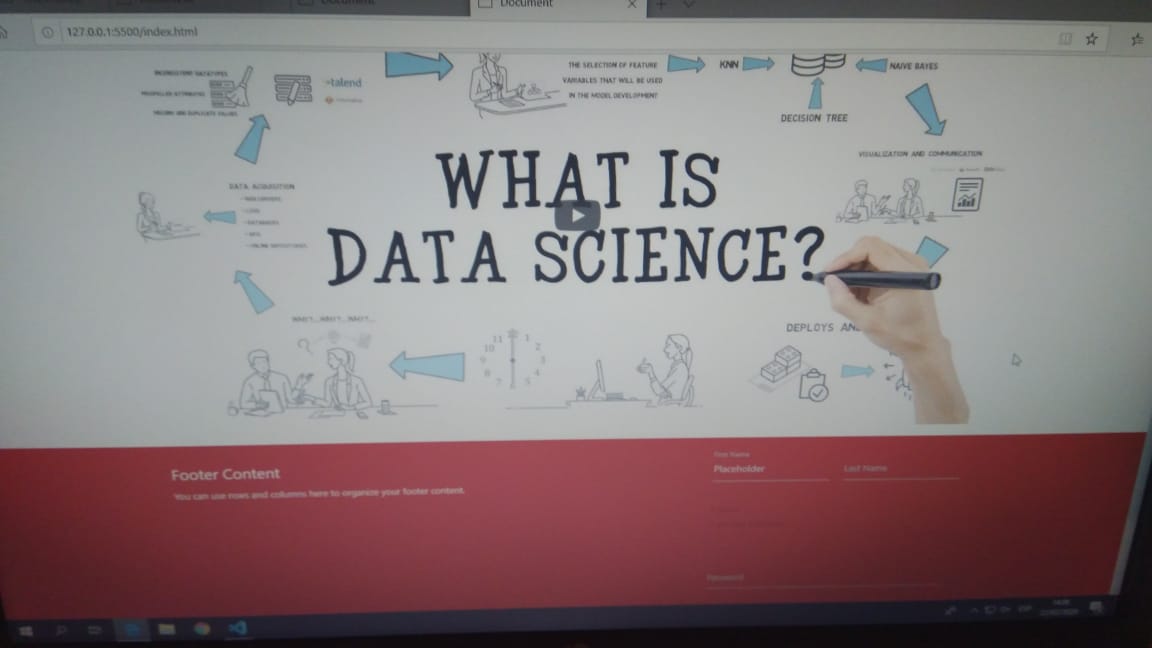 Document
Document
127.0.0.1:5500/index.html
INCONSISTENT DATATYPES
MISSPELLED ATTRIBUTES
MISSING AND DUPLICATE VALUES
talend
THE SELECTION OF FEATURE
VARIABLES THAT WILL BE USED
IN THE MODEL DEVELOPMENT
KNN
NAIVE BAYES
DECISION TREE
VISUALIZATION AND COMMUNICATION
WHAT IS
DATA SCIENCE?
DATA ACQUISITION
WHY?...WHY?...WHY?...
11
1
10
2
9
3
8
4
7
5
DEPLOYS AN
Footer Content
You can use rows and columns here to organize your footer content.
First Name
Placeholder
Last Name
Password
ESP